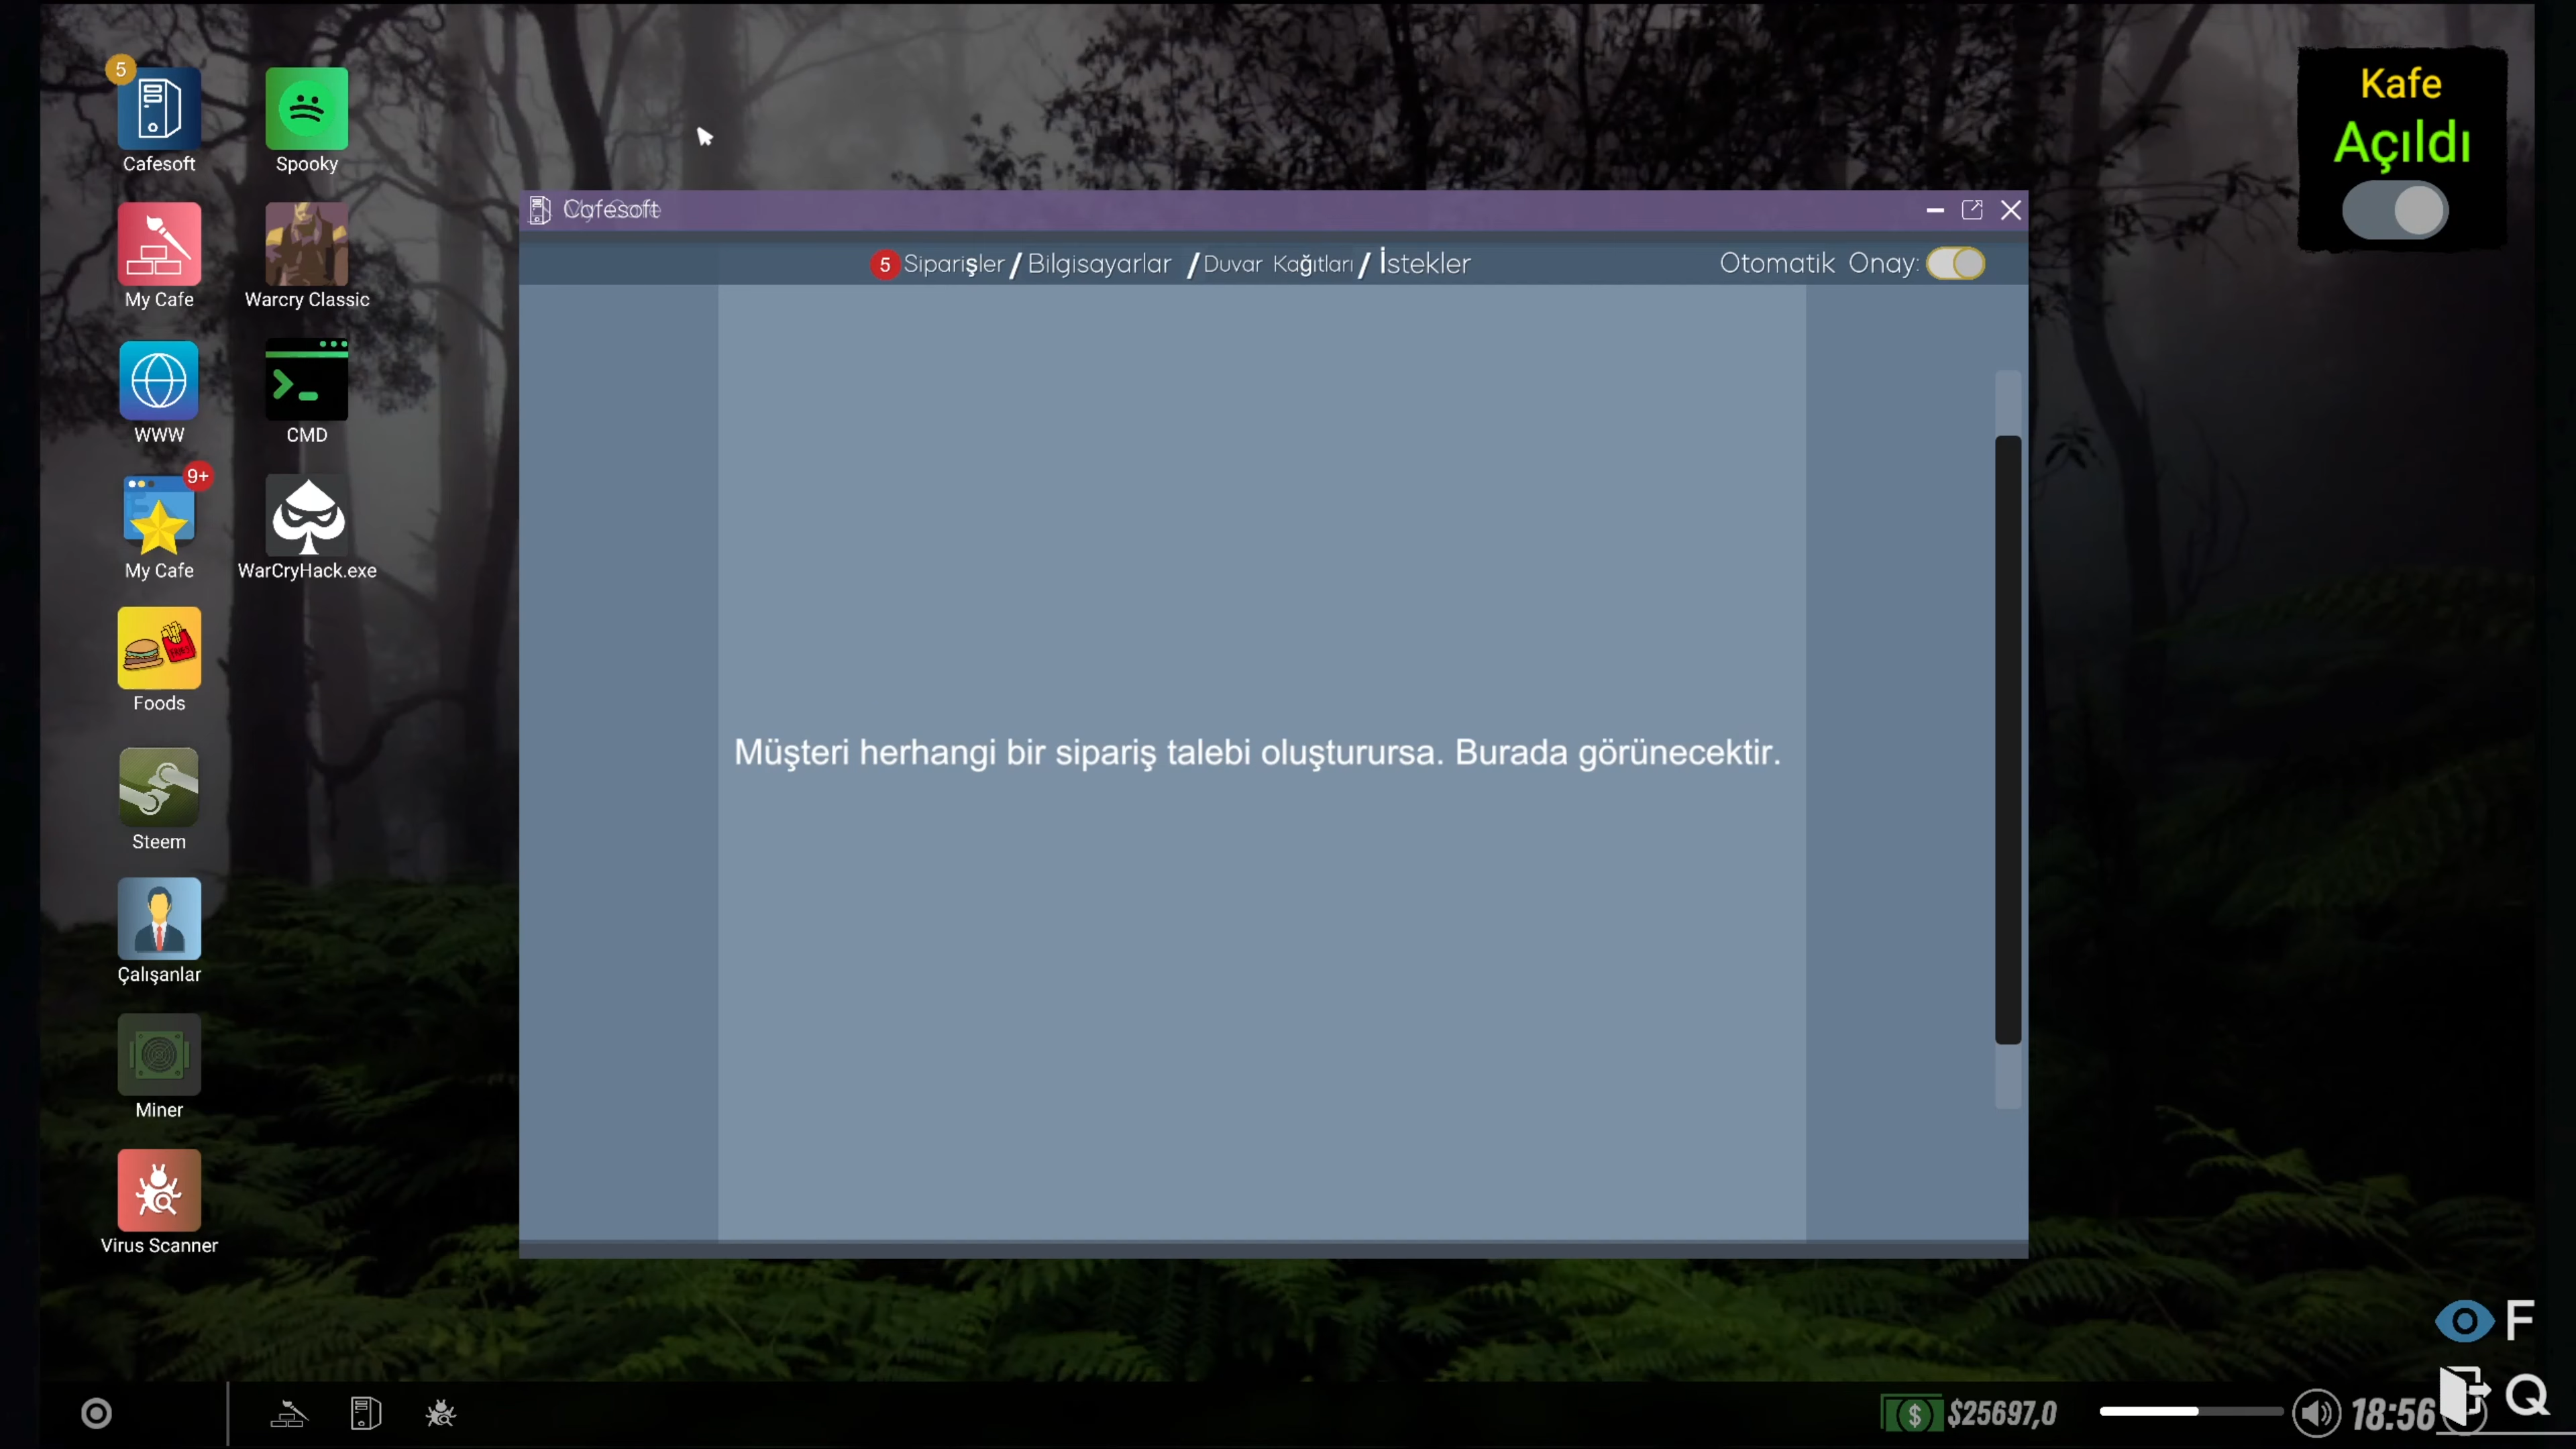 5
Cafesoft
Spooky
My Cafe
Warcry Classic
WWW
CMD
9+
My Cafe
WarCryHack.exe
Foods
Steem
Çalışanlar
Miner
Virus Scanner
Cafesoft
5 Siparişler / Bilgisayarlar / Duvar Kağıtları / İstekler
Otomatik Onay:
Müşteri herhangi bir sipariş talebi oluşturursa. Burada görünecektir.
Kafe
Açıldı
F
Q
$25697,0
18:56